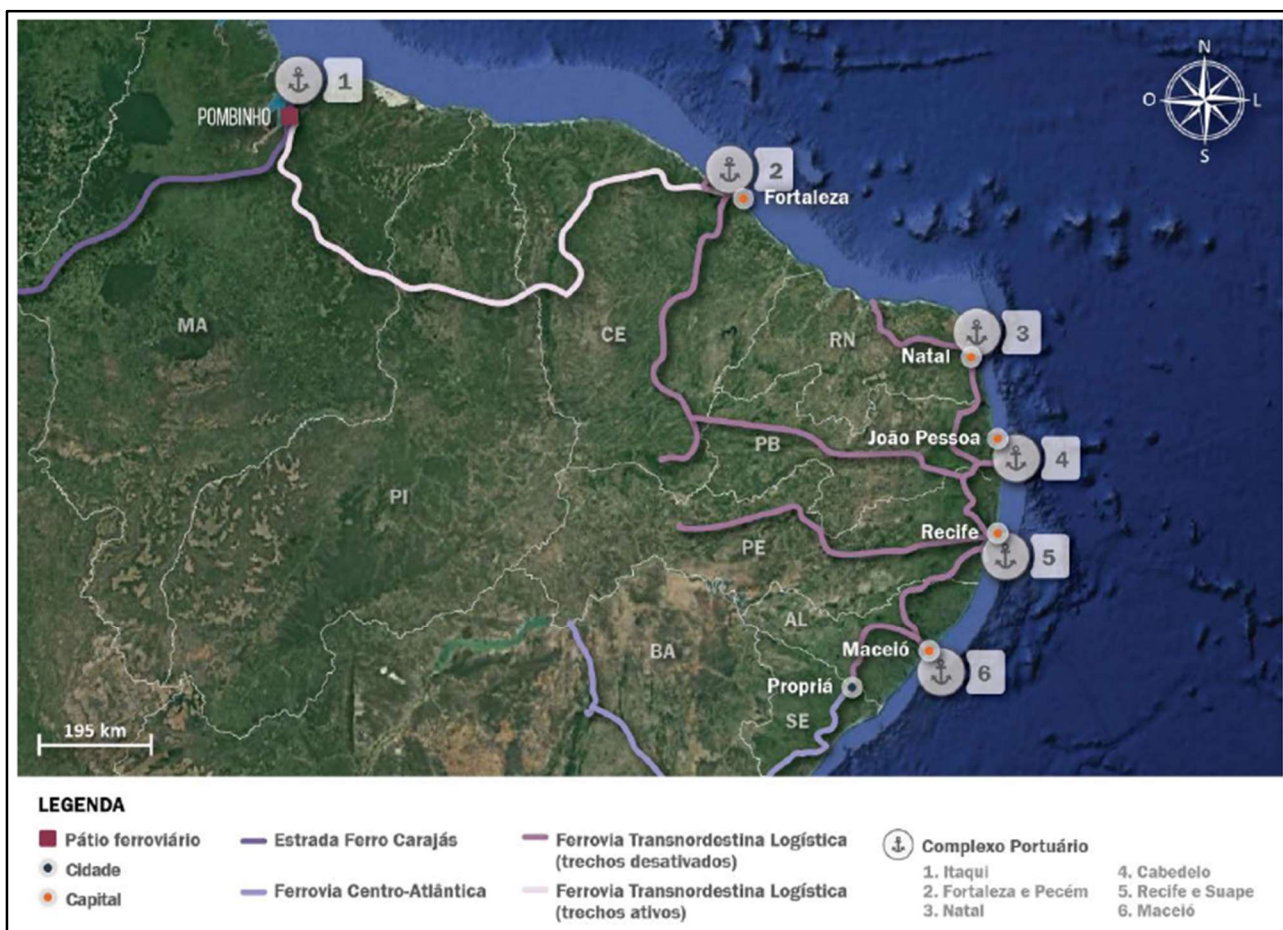 N
O
L
S
1
POMBINHO
2
Fortaleza
MA
CE
RN
3
Natal
João Pessoa
PB
4
PI
Recife
PE
5
AL
BA
Maceió
6
Propriá
SE
195 km
LEGENDA
Pátio ferroviário
Cidade
Capital
Estrada Ferro Carajás
Ferrovia Centro-Atlântica
Ferrovia Transnordestina Logística
(trechos desativados)
Ferrovia Transnordestina Logística
(trechos ativos)
Complexo Portuário
1. Itaqui
2. Fortaleza e Pecém
3. Natal
4. Cabedelo
5. Recife e Suape
6. Maceió